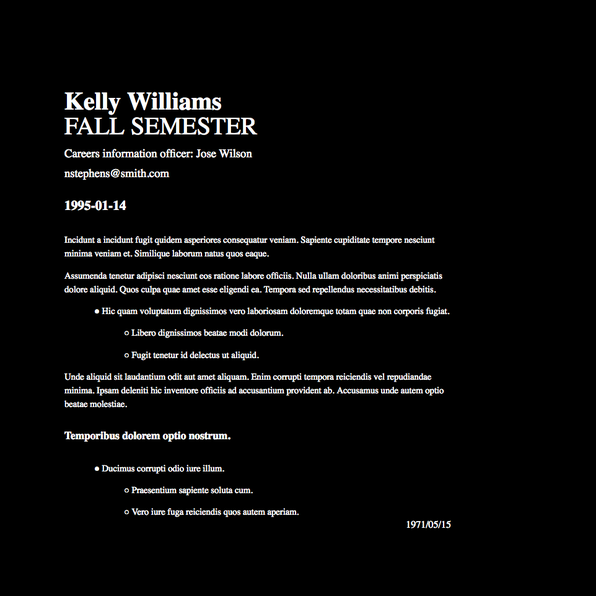 Kelly Williams
FALL SEMESTER
Careers information officer: Jose Wilson
nstephens@smith.com
1995-01-14
Incidunt a incidunt fugit quidem asperiores consequatur veniam. Sapiente cupiditate tempore nesciunt
minima veniam et. Similique laborum natus quos eaque.
Assumenda tenetur adipisci nesciunt eos ratione labore officiis. Nulla ullam doloribus animi perspiciatis
dolore aliquid. Quos culpa quae amet esse eligendi ea. Tempora sed repellendus necessitatibus debitis.
Hic quam voluptatum dignissimos vero laboriosam doloremque totam quae non corporis fugiat.
Libero dignissimos beatae modi dolorum.
Fugit tenetur id delectus ut aliquid.
Unde aliquid sit laudantium odit aut amet aliquam. Enim corrupti tempora reiciendis vel repudiandae
minima. Ipsam deleniti hic inventore officiis ad accusantium provident ab. Accusamus unde autem optio
beatae molestiae.
Temporibus dolorem optio nostrum.
Ducimus corrupti odio iure illum.
Praesentium sapiente soluta cum.
Vero iure fuga reiciendis quos autem aperiam.
1971/05/15